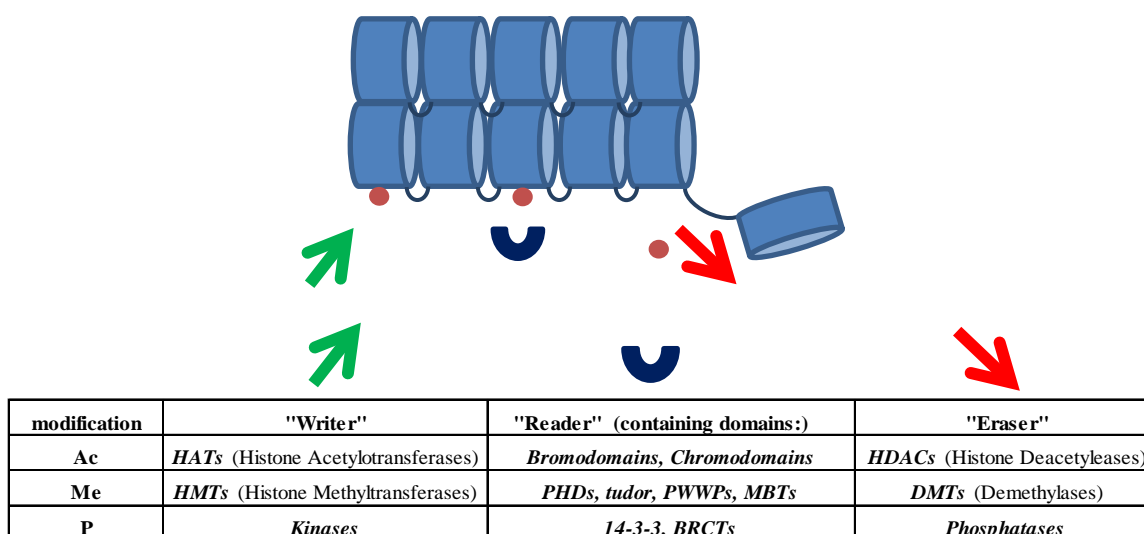 modification "Writer" "Reader" (containing domains:) "Eraser"
Ac HATs (Histone Acetylotransferases) Bromodomains, Chromodomains HDACs (Histone Deacetyleases)
Me HMTs (Histone Methyltransferases) PHDs, tudor, PWWPs, MBTs DMTs (Demethylases)
P Kinases 14-3-3, BRCTs Phosphatases